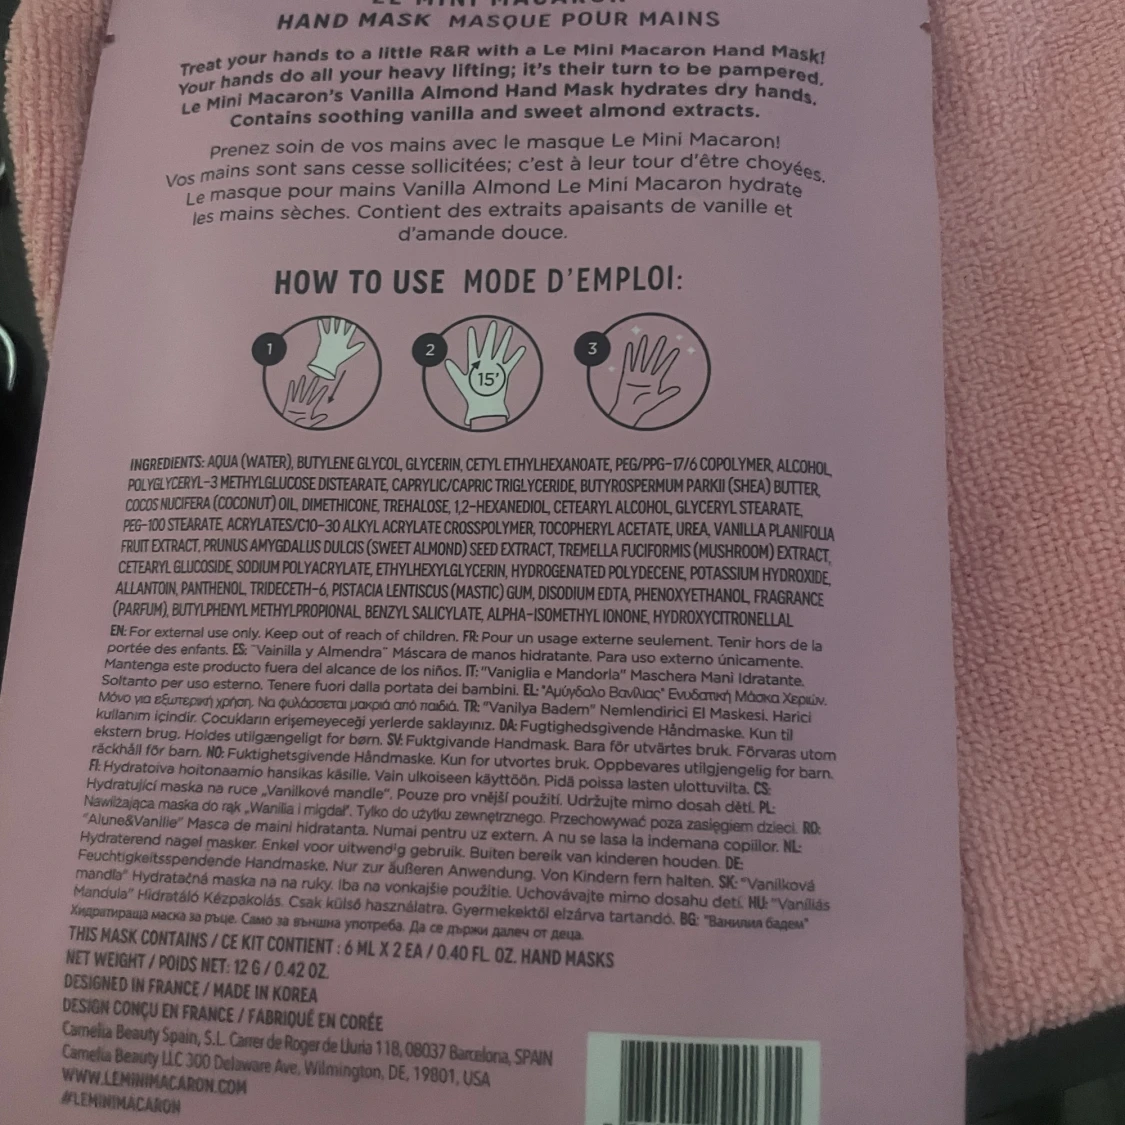 LE MINI MACARON
HAND MASK MASQUE POUR MAINS
Treat your hands to a little R&R with a Le Mini Macaron Hand Mask!
Your hands do all your heavy lifting; it's their turn to be pampered.
Le Mini Macaron's Vanilla Almond Hand Mask hydrates dry hands.
Contains soothing vanilla and sweet almond extracts.
Prenez soin de vos mains avec le masque Le Mini Macaron!
Vos mains sont sans cesse sollicitées; c'est à leur tour d'être choyées.
Le masque pour mains Vanilla Almond Le Mini Macaron hydrate
les mains sèches. Contient des extraits apaisants de vanille et
d'amande douce.
HOW TO USE MODE D'EMPLOI:
1 2 3
15'
INGREDIENTS: AQUA (WATER), BUTYLENE GLYCOL, GLYCERIN, CETYL ETHYLHEXANOATE, PEG/PPG-17/6 COPOLYMER, ALCOHOL,
POLYGLYCERYL-3 METHYLGLUCOSE DISTEARATE, CAPRYLIC/CAPRIC TRIGLYCERIDE, BUTYROSPERMUM PARKII (SHEA) BUTTER,
COCOS NUCIFERA (COCONUT) OIL, DIMETHICONE, TREHALOSE, 1,2-HEXANEDIOL, CETEARYL ALCOHOL, GLYCERYL STEARATE,
PEG-100 STEARATE, ACRYLATES/C10-30 ALKYL ACRYLATE CROSSPOLYMER, TOCOPHERYL ACETATE, UREA, VANILLA PLANIFOLIA
FRUIT EXTRACT, PRUNUS AMYGDALUS DULCIS (SWEET ALMOND) SEED EXTRACT, TREMELLA FUCIFORMIS (MUSHROOM) EXTRACT,
CETEARYL GLUCOSIDE, SODIUM POLYACRYLATE, ETHYLHEXYLGLYCERIN, HYDROGENATED POLYDECENE, POTASSIUM HYDROXIDE,
ALLANTOIN, PANTHENOL, TRIDECETH-6, PISTACIA LENTISCUS (MASTIC) GUM, DISODIUM EDTA, PHENOXYETHANOL, FRAGRANCE
(PARFUM), BUTYLPHENYL METHYLPROPIONAL, BENZYL SALICYLATE, ALPHA-ISOMETHYL IONONE, HYDROXYCITRONELLAL
EN: For external use only. Keep out of reach of children. FR: Pour un usage externe seulement. Tenir hors de la
portée des enfants. ES: "Vainilla y Almendra" Máscara de manos hidratante. Para uso externo únicamente.
Mantenga este producto fuera del alcance de los niños. IT: "Vaniglia e Mandorla" Maschera Mani Idratante.
Soltanto per uso esterno. Tenere fuori dalla portata dei bambini. EL: "Αμύγδαλο Βανίλιας" Ενυδατική Μάσκα Χεριών.
Μόνο για εξωτερική χρήση. Να φυλάσσεται μακριά από παιδιά. TR: "Vanilya Badem" Nemlendirici El Maskesi. Harici
kullanım içindir. Çocukların erişemeyeceği yerlerde saklayınız. DA: Fugtighedsgivende Håndmaske. Kun til
ekstern brug. Holdes utilgængeligt for børn. SV: Fuktgivande Handmask. Bara för utvärtes bruk. Förvaras utom
räckhåll för barn. NO: Fuktighetsgivende Håndmaske. Kun for utvortes bruk. Oppbevares utilgjengelig for barn.
FI: Hydratoiva hoitonaamio hansikas käsille. Vain ulkoiseen käyttöön. Pidä poissa lasten ulottuvilta. CS:
Hydratující maska na ruce „Vanilkové mandle". Pouze pro vnější použití. Udržujte mimo dosah dětí. PL:
Nawilżająca maska do rąk „Wanilia i migdał". Tylko do użytku zewnętrznego. Przechowywać poza zasięgiem dzieci. RO:
"Alune&Vanilie" Masca de maini hidratanta. Numai pentru uz extern. A nu se lasa la indemana copiilor. NL:
Hydraterend nagel masker. Enkel voor uitwendig gebruik. Buiten bereik van kinderen houden. DE:
Feuchtigkeitsspendende Handmaske. Nur zur äußeren Anwendung. Von Kindern fern halten. SK: "Vanilková
mandľa" Hydratačná maska na na ruky. Iba na vonkajšie použitie. Uchovávajte mimo dosahu detí. HU: "Vaníliás
Mandula" Hidratáló Kézpakolás. Csak külső használatra. Gyermekektől elzárva tartandó. BG: "Ванилия бадем"
Хидратираща маска за ръце. Само за външна употреба. Да се държи далеч от деца.
THIS MASK CONTAINS / CE KIT CONTIENT : 6 ML X 2 EA / 0.40 FL. OZ. HAND MASKS
NET WEIGHT / POIDS NET: 12 G / 0.42 OZ.
DESIGNED IN FRANCE / MADE IN KOREA
DESIGN CONÇU EN FRANCE / FABRIQUÉ EN CORÉE
Camelia Beauty Spain, S.L. Carrer de Roger de Lluria 118, 08037 Barcelona, SPAIN
Camelia Beauty LLC 300 Delaware Ave, Wilmington, DE, 19801, USA
WWW.LEMINIMACARON.COM
#LEMINIMACARON